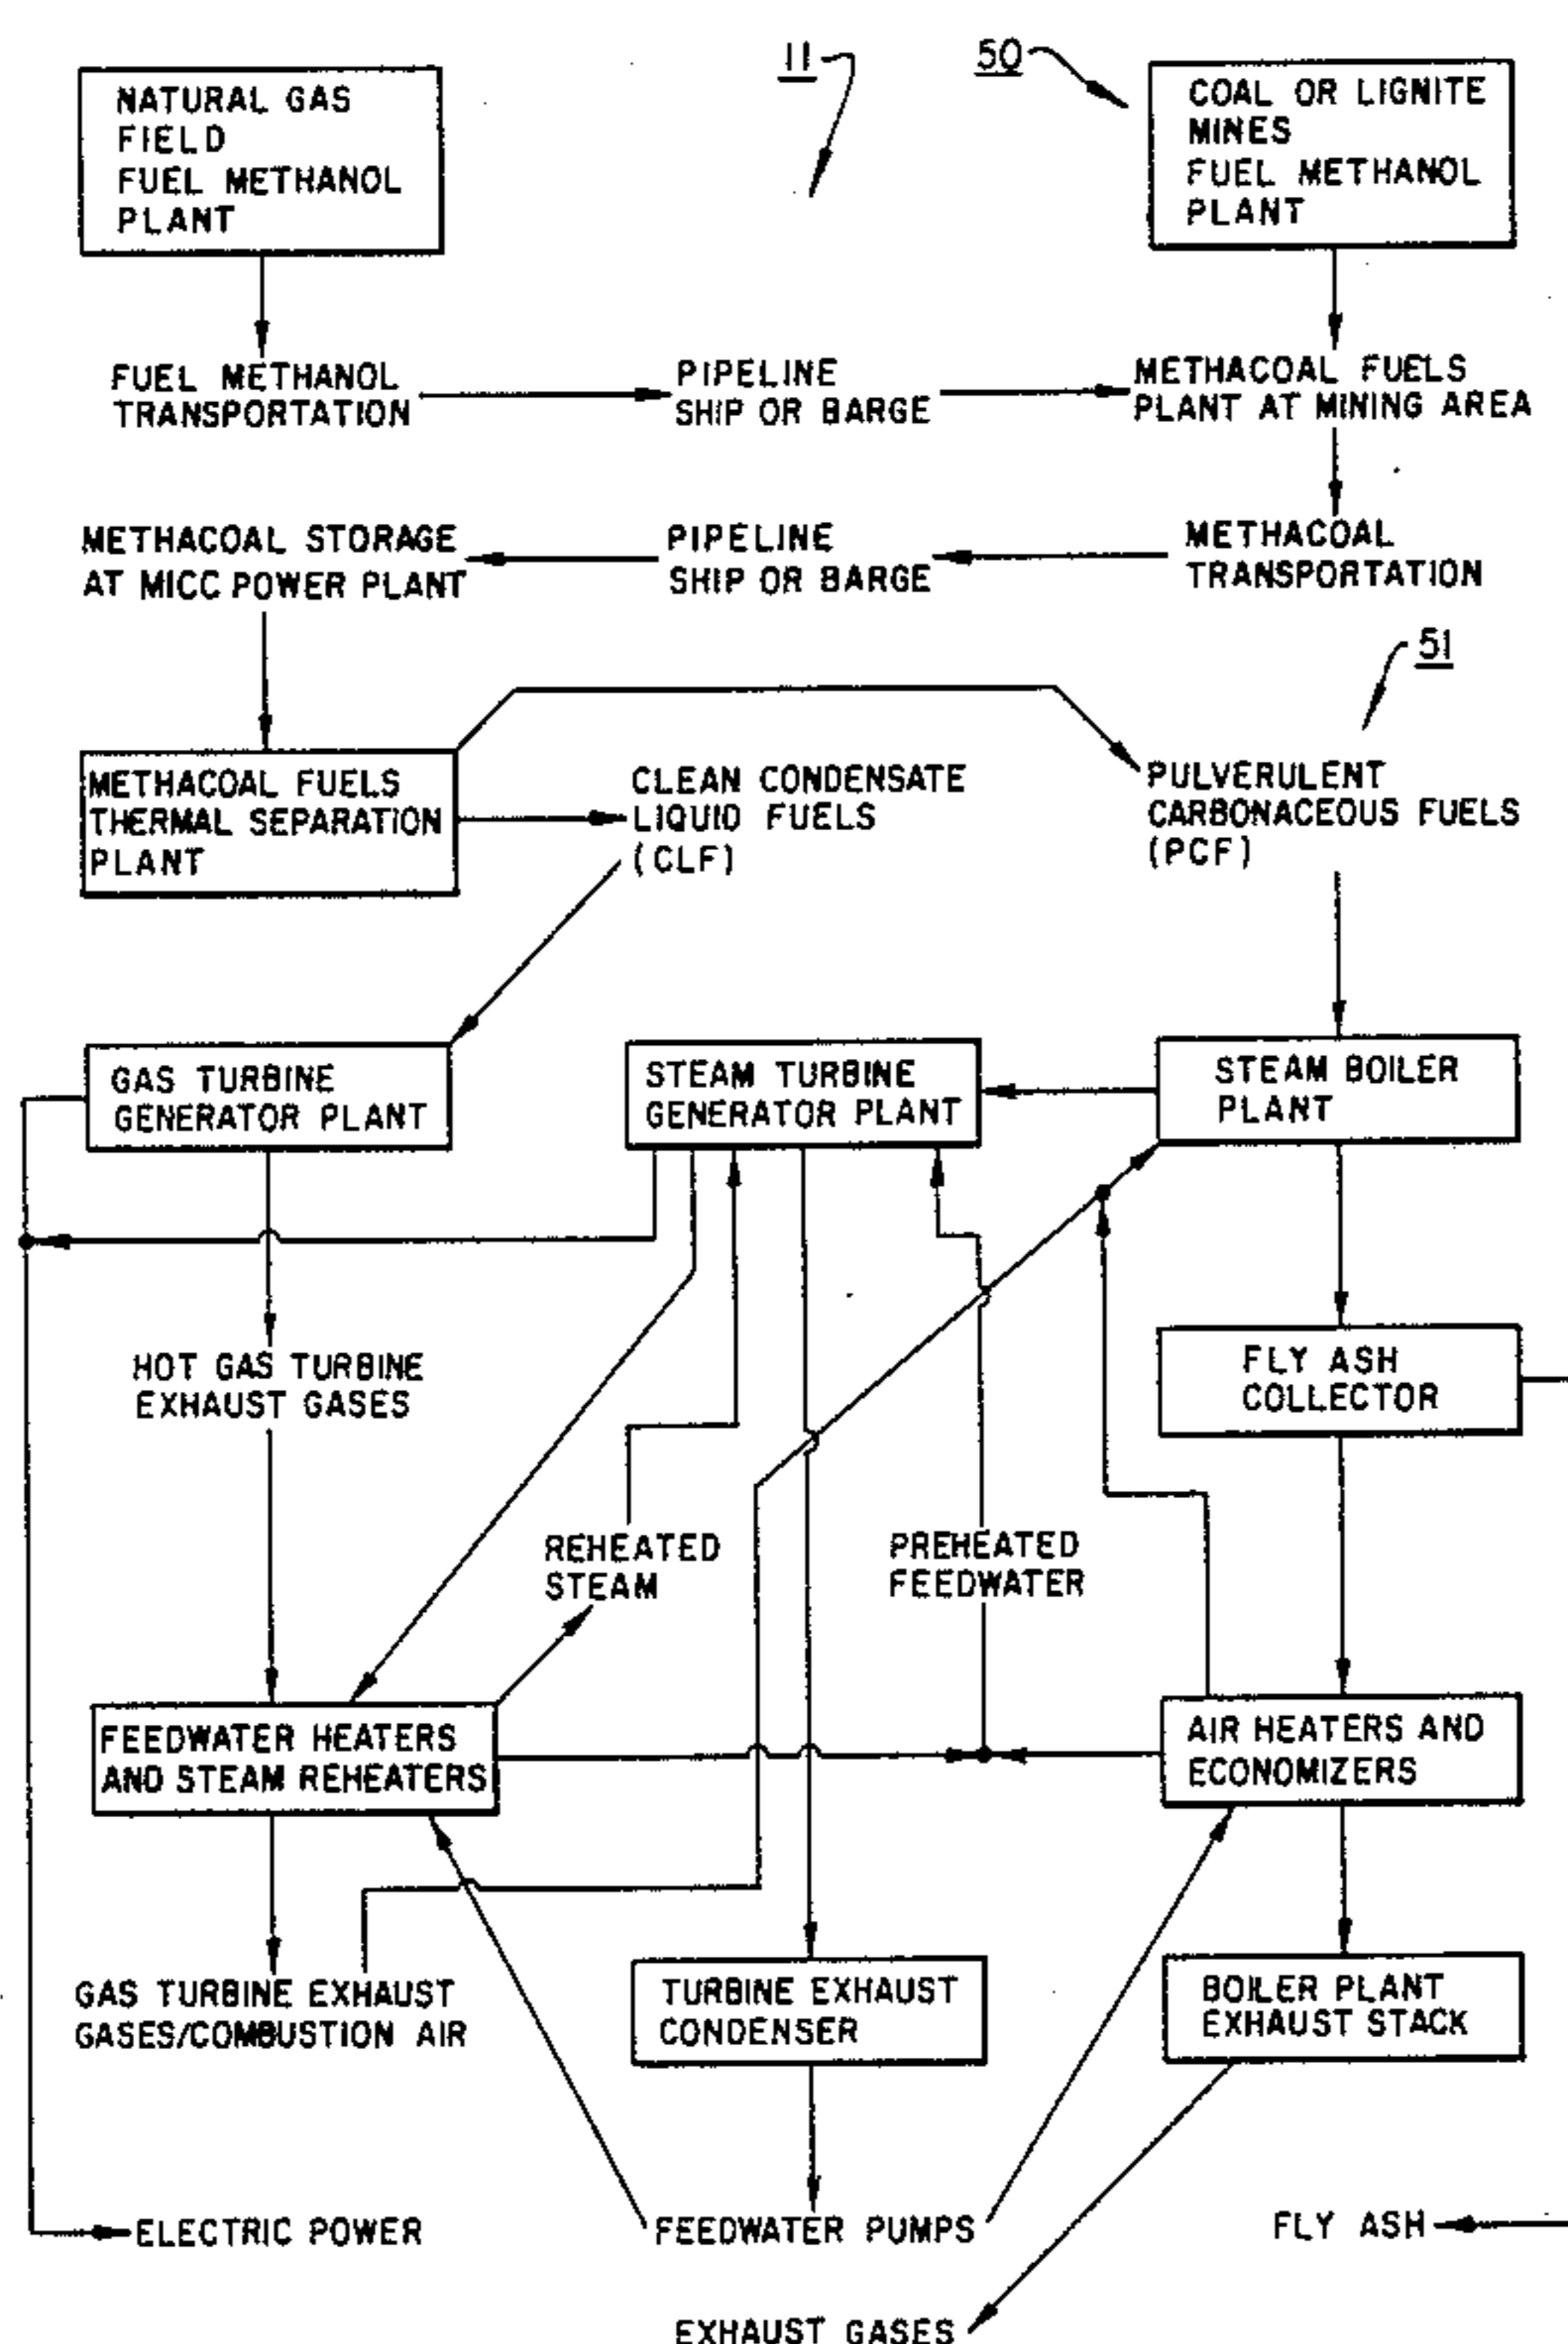 11
50
NATURAL GAS
FIELD
FUEL METHANOL
PLANT
COAL OR LIGNITE
MINES
FUEL METHANOL
PLANT
FUEL METHANOL
TRANSPORTATION
PIPELINE
SHIP OR BARGE
METHACOAL FUELS
PLANT AT MINING AREA
METHACOAL STORAGE
AT MICC POWER PLANT
PIPELINE
SHIP OR BARGE
METHACOAL
TRANSPORTATION
51
METHACOAL FUELS
THERMAL SEPARATION
PLANT
CLEAN CONDENSATE
LIQUID FUELS
(CLF)
PULVERULENT
CARBONACEOUS FUELS
(PCF)
GAS TURBINE
GENERATOR PLANT
STEAM TURBINE
GENERATOR PLANT
STEAM BOILER
PLANT
HOT GAS TURBINE
EXHAUST GASES
FLY ASH
COLLECTOR
REHEATED
STEAM
PREHEATED
FEEDWATER
FEEDWATER HEATERS
AND STEAM REHEATERS
AIR HEATERS AND
ECONOMIZERS
GAS TURBINE EXHAUST
GASES/COMBUSTION AIR
TURBINE EXHAUST
CONDENSER
BOILER PLANT
EXHAUST STACK
ELECTRIC POWER
FEEDWATER PUMPS
FLY ASH
EXHAUST GASES